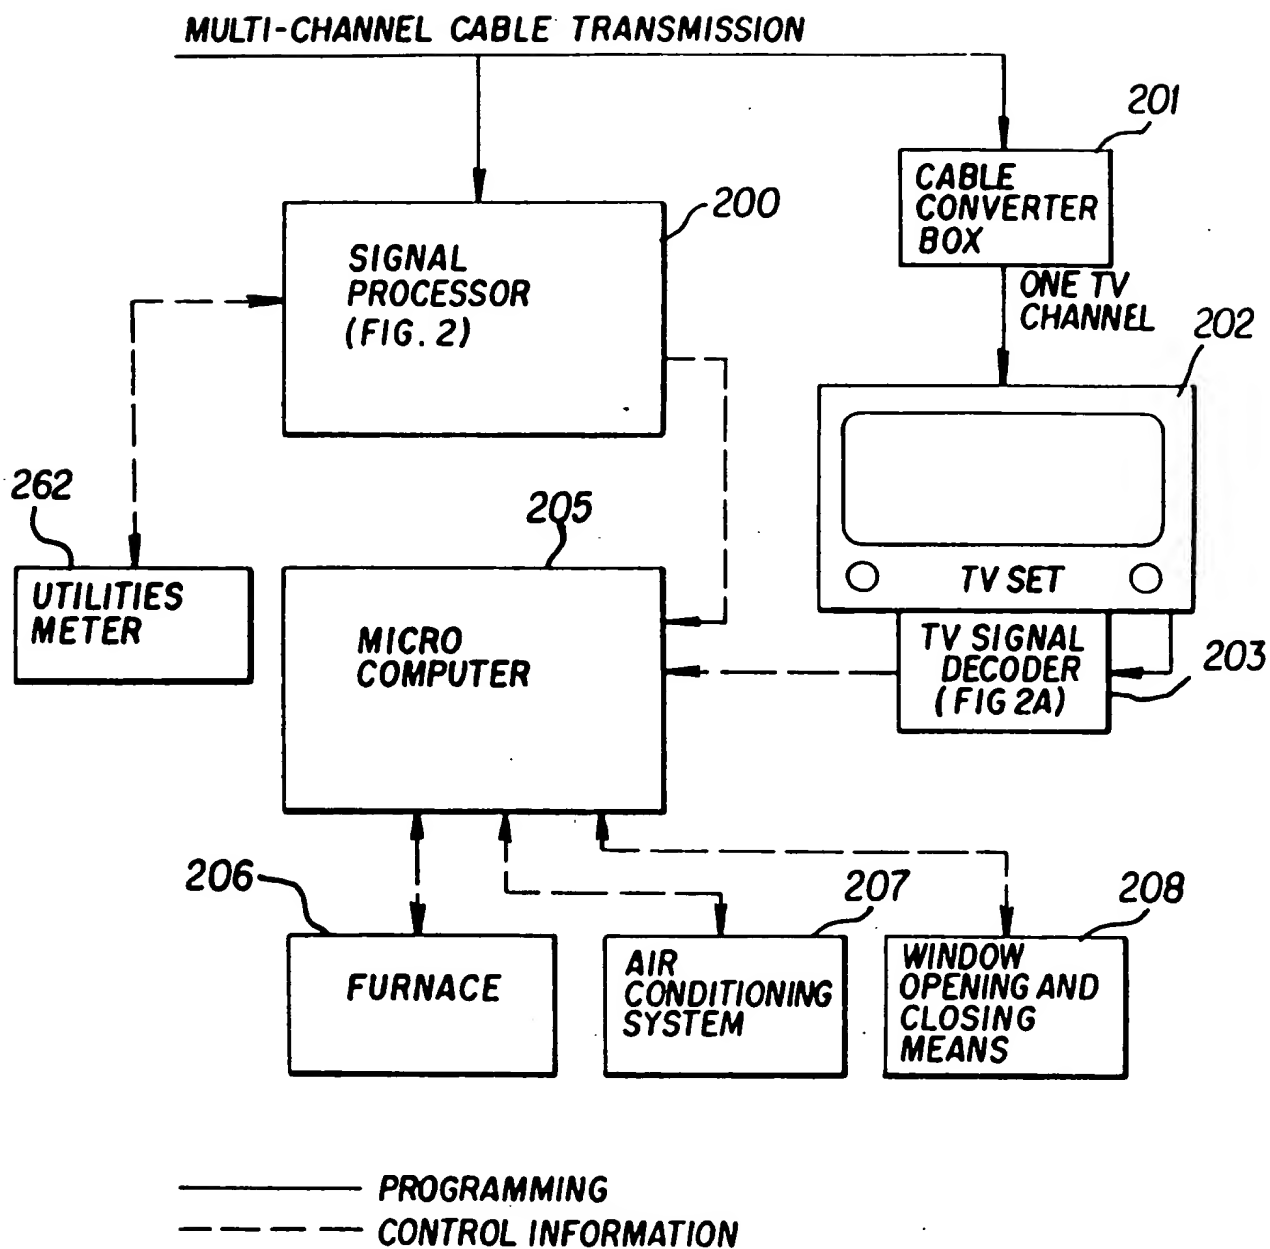 MULTI-CHANNEL CABLE TRANSMISSION
201
CABLE
CONVERTER
BOX
200
SIGNAL
PROCESSOR
(FIG. 2)
ONE TV
CHANNEL
202
262
205
UTILITIES
METER
TV SET
MICRO
COMPUTER
TV SIGNAL
DECODER
(FIG 2A)
203
206
207
208
FURNACE
AIR
CONDITIONING
SYSTEM
WINDOW
OPENING AND
CLOSING
MEANS
PROGRAMMING
CONTROL INFORMATION